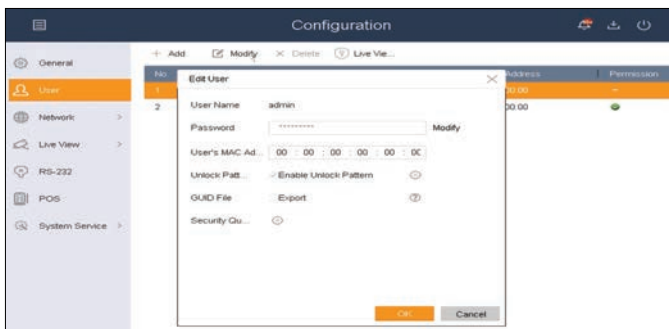 Configuration
+ Add Modify × Delete Live Vie...
General
User
Network >
Live View >
RS-232
POS
System Service >
No
Address
Permission
1
00:00
–
2
00:00
Edit User
User Name admin
Password ********* Modify
User's MAC Ad... 00 : 00 : 00 : 00 : 00 : 0C
Unlock Patt... Enable Unlock Pattern
GUID File Export
Security Qu...
OK Cancel